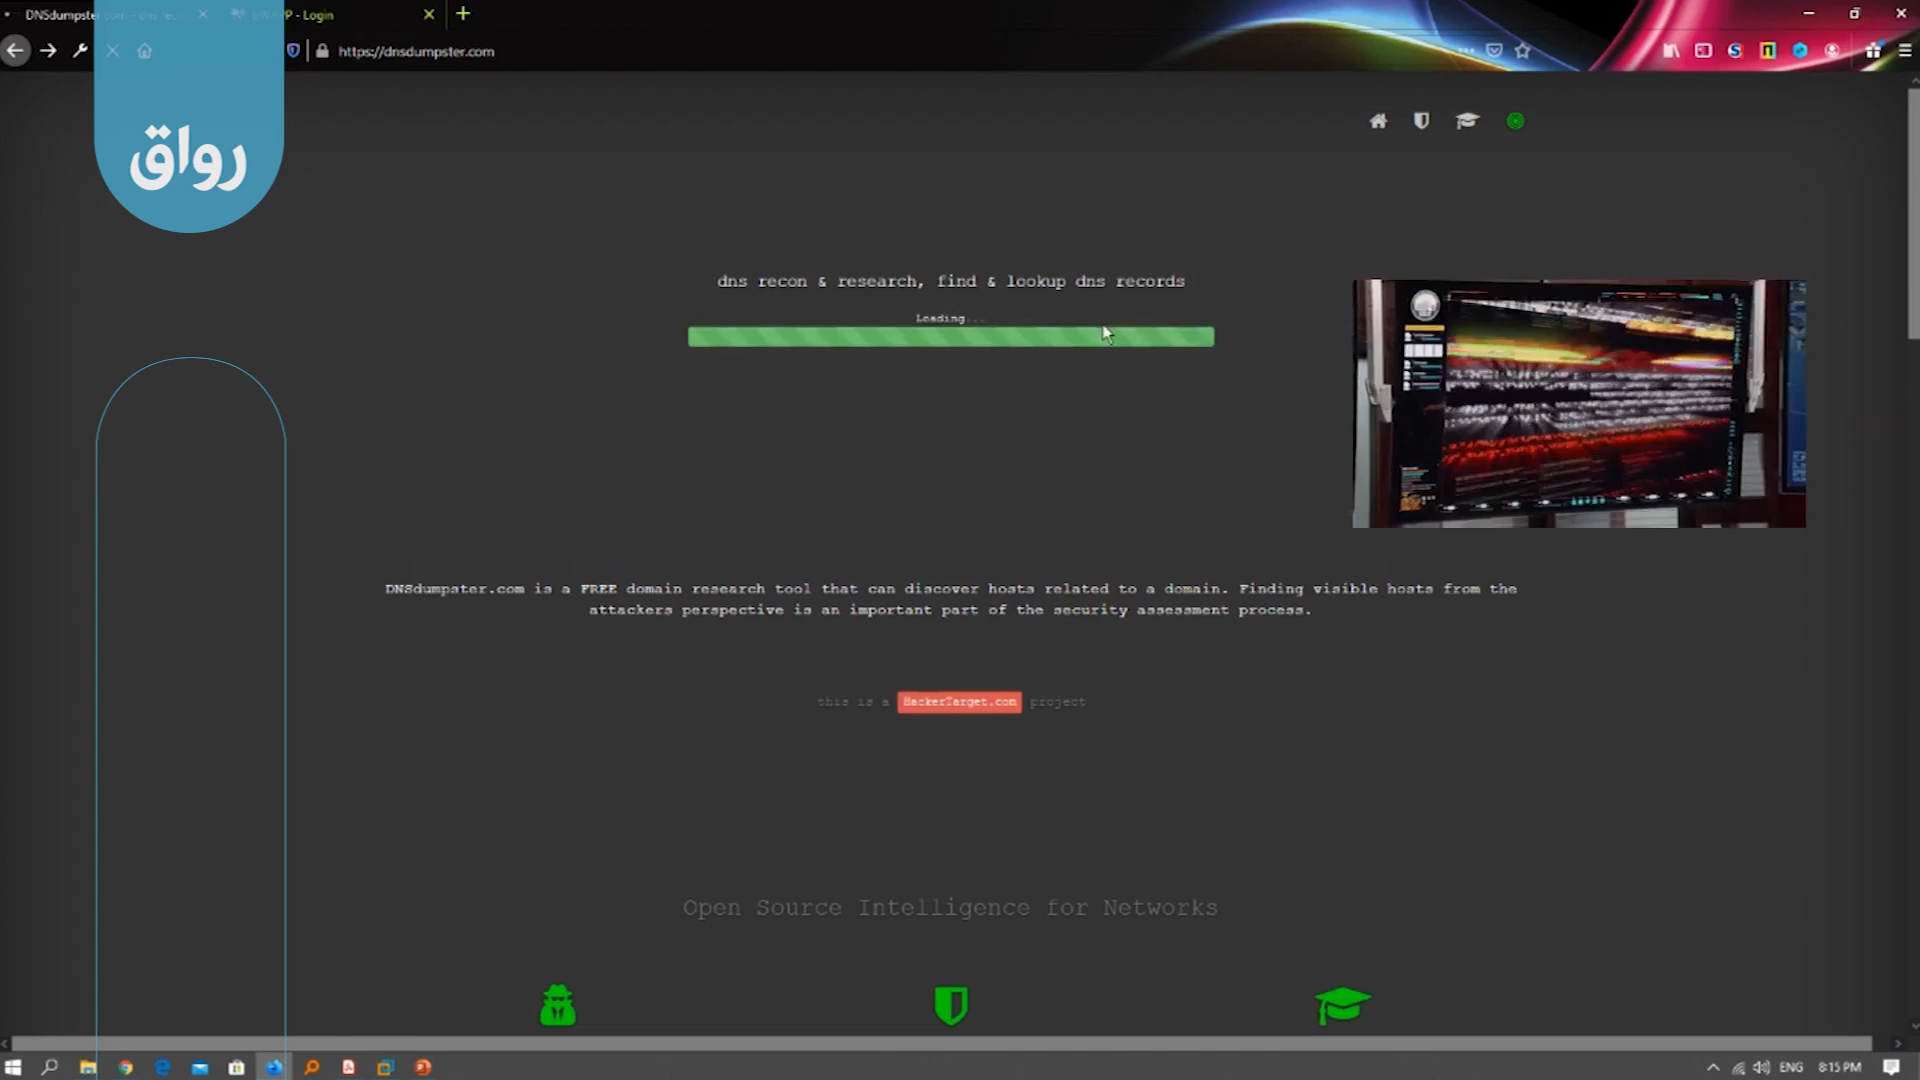 DNSdumpster.com - dns rec
P - Login
https://dnsdumpster.com
رواق
dns recon & research, find & lookup dns records
Loading...
DNSdumpster.com is a FREE domain research tool that can discover hosts related to a domain. Finding visible hosts from the
attackers perspective is an important part of the security assessment process.
this is a HackerTarget.com project
Open Source Intelligence for Networks
ENG 8:15 PM